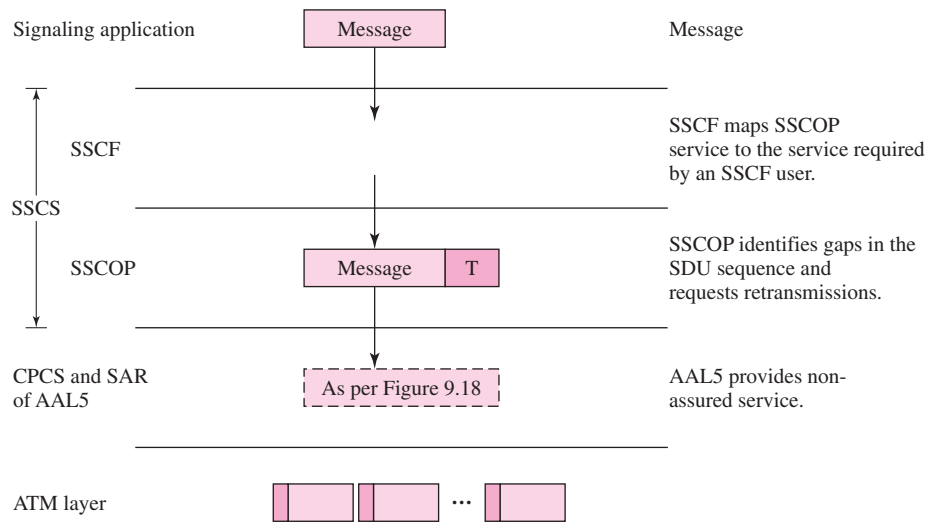 Signaling application
Message
Message
SSCS
SSCF
SSCF maps SSCOP
service to the service required
by an SSCF user.
SSCOP
Message
T
SSCOP identifies gaps in the
SDU sequence and
requests retransmissions.
CPCS and SAR
of AAL5
As per Figure 9.18
AAL5 provides non-
assured service.
ATM layer
...